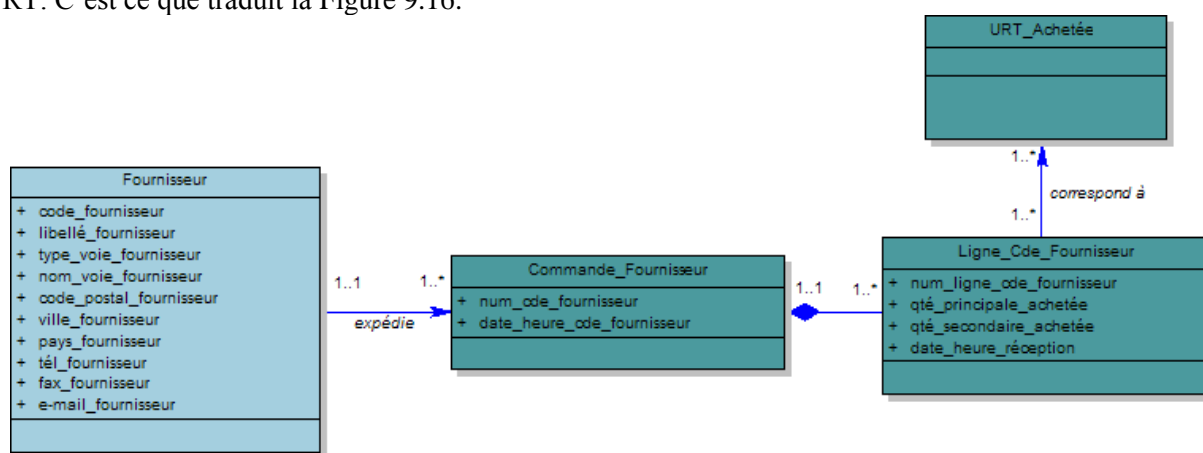 RT. C'est ce que traduit la Figure 9.16.
URT_Achetée
1..*
correspond à
1..*
Fournisseur
+ code_fournisseur
+ libellé_fournisseur
+ type_voie_fournisseur
+ nom_voie_fournisseur
+ code_postal_fournisseur
+ ville_fournisseur
+ pays_fournisseur
+ tél_fournisseur
+ fax_fournisseur
+ e-mail_fournisseur
1..1
1..*
expédie
Commande_Fournisseur
+ num_cde_fournisseur
+ date_heure_cde_fournisseur
1..1
1..*
Ligne_Cde_Fournisseur
+ num_ligne_cde_fournisseur
+ qté_principale_achetée
+ qté_secondaire_achetée
+ date_heure_réception